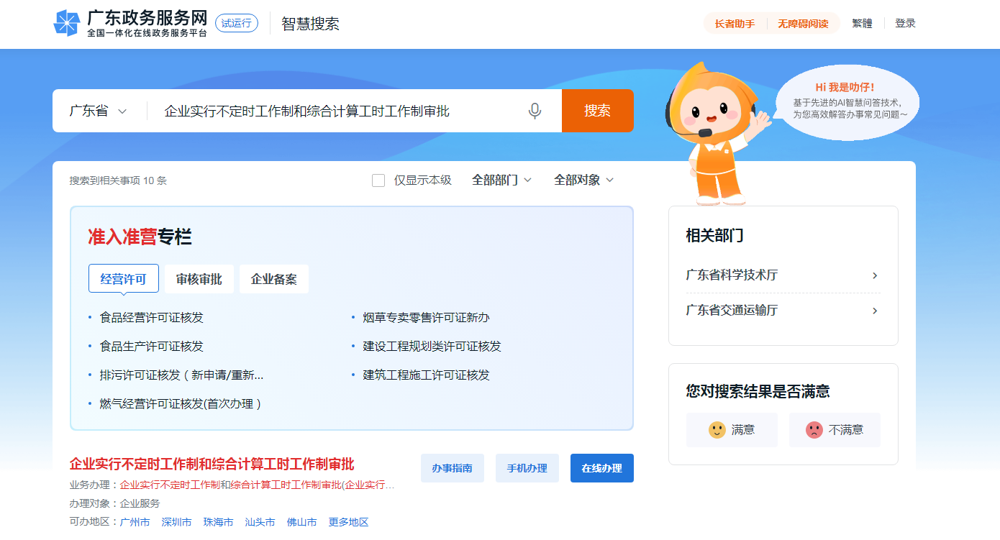 广东政务服务网
全国一体化在线政务服务平台
试运行
智慧搜索
长者助手
无障碍阅读
繁體
登录
广东省
企业实行不定时工作制和综合计算工时工作制审批
搜索
Hi 我是叻仔！
基于先进的AI智慧问答技术，
为您高效解答办事常见问题～
搜索到相关事项 10 条
仅显示本级
全部部门
全部对象
准入准营专栏
经营许可
审核审批
企业备案
食品经营许可证核发
烟草专卖零售许可证新办
食品生产许可证核发
建设工程规划类许可证核发
排污许可证核发（新申请/重新...
建筑工程施工许可证核发
燃气经营许可证核发(首次办理）
相关部门
广东省科学技术厅
广东省交通运输厅
您对搜索结果是否满意
满意
不满意
企业实行不定时工作制和综合计算工时工作制审批
办事指南
手机办理
在线办理
业务办理：企业实行不定时工作制和综合计算工时工作制审批(企业实行...
办理对象：企业服务
可办地区：广州市 深圳市 珠海市 汕头市 佛山市 更多地区